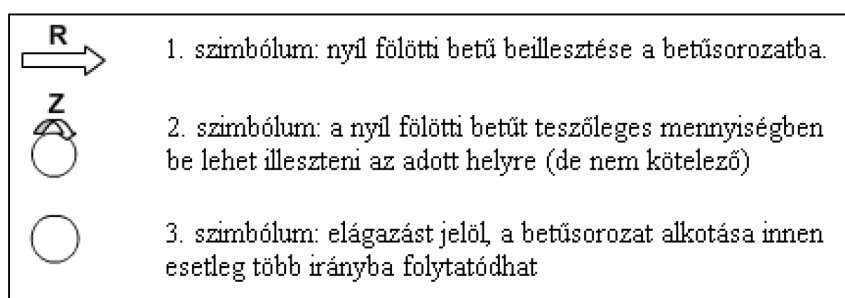 R
1. szimbólum: nyíl fölötti betű beillesztése a betűsorozatba.
Z
2. szimbólum: a nyíl fölötti betűt teszőleges mennyiségben
be lehet illeszteni az adott helyre (de nem kötelező)
3. szimbólum: elágazást jelöl, a betűsorozat alkotása innen
esetleg több irányba folytatódhat